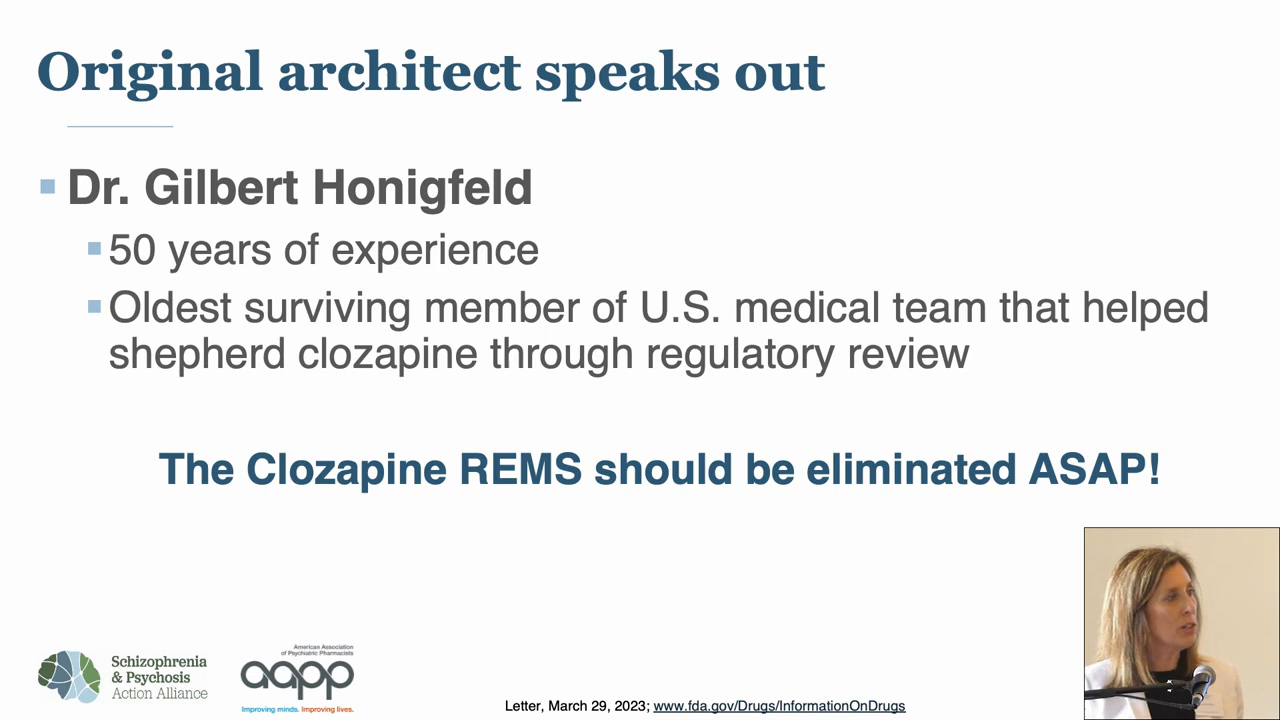 Original architect speaks out
Dr. Gilbert Honigfeld
50 years of experience
Oldest surviving member of U.S. medical team that helped
shepherd clozapine through regulatory review
The Clozapine REMS should be eliminated ASAP!
Schizophrenia
& Psychosis
Action Alliance
American Association
of Psychiatric Pharmacists
aapp
Improving minds. Improving lives.
Letter, March 29, 2023; www.fda.gov/Drugs/InformationOnDrugs